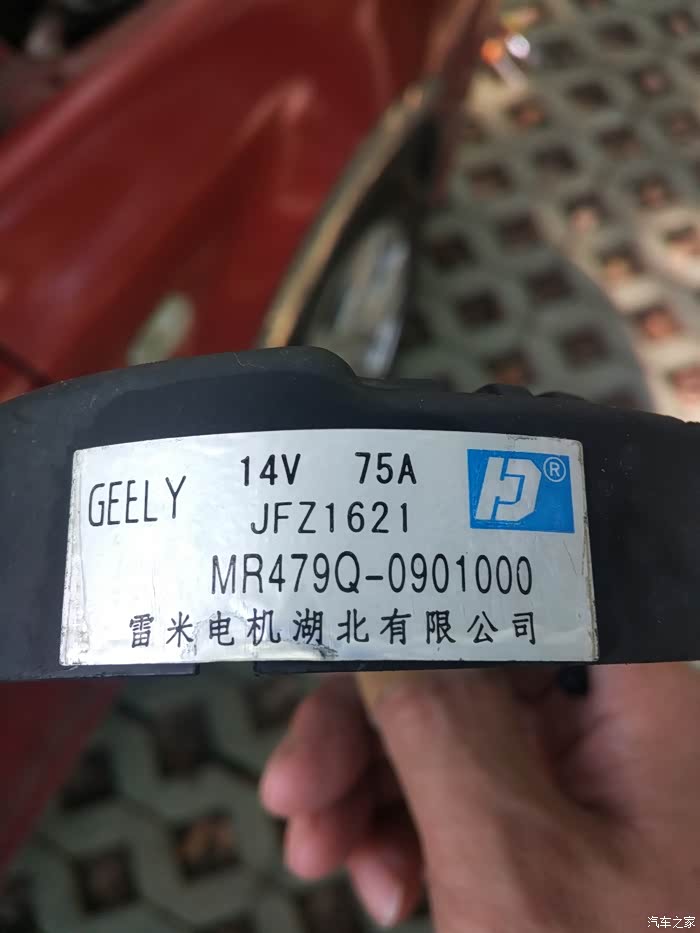 GEELY 14V 75A HD®
JFZ1621
MR479Q-0901000
雷米电机湖北有限公司
汽车之家